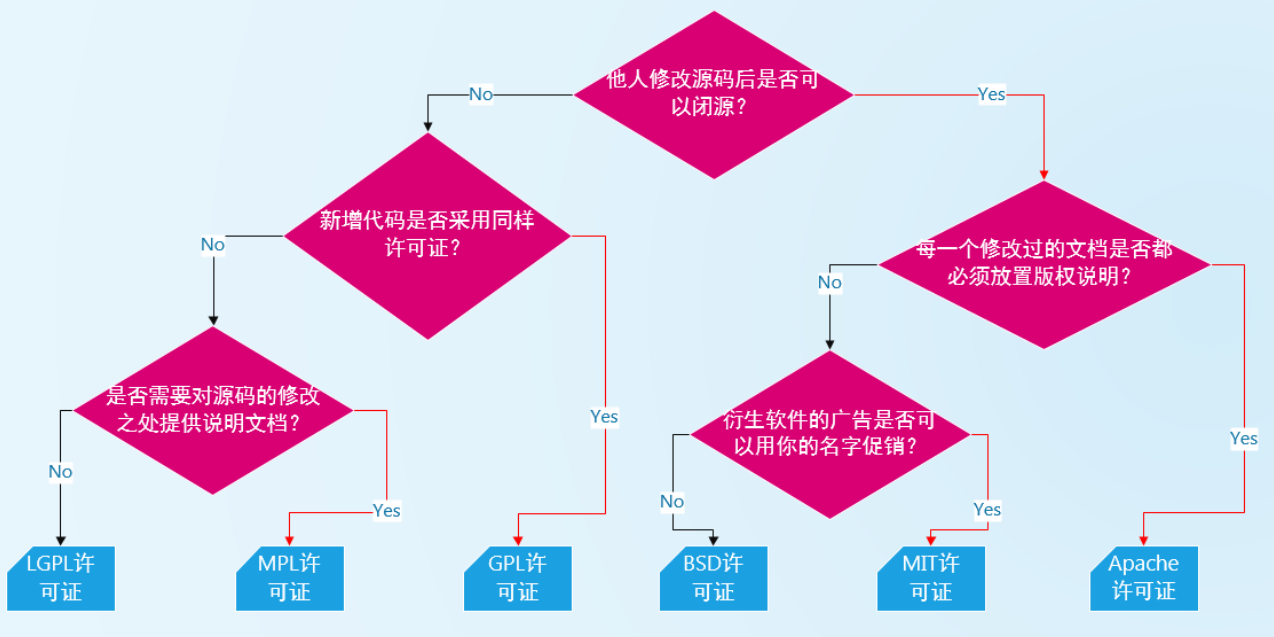 他人修改源码后是否可
以闭源？
No
Yes
新增代码是否采用同样
许可证？
No
每一个修改过的文档是否都
必须放置版权说明？
No
是否需要对源码的修改
之处提供说明文档？
衍生软件的广告是否可
以用你的名字促销？
Yes
Yes
No
No
Yes
Yes
LGPL许
可证
MPL许
可证
GPL许
可证
BSD许
可证
MIT许
可证
Apache
许可证